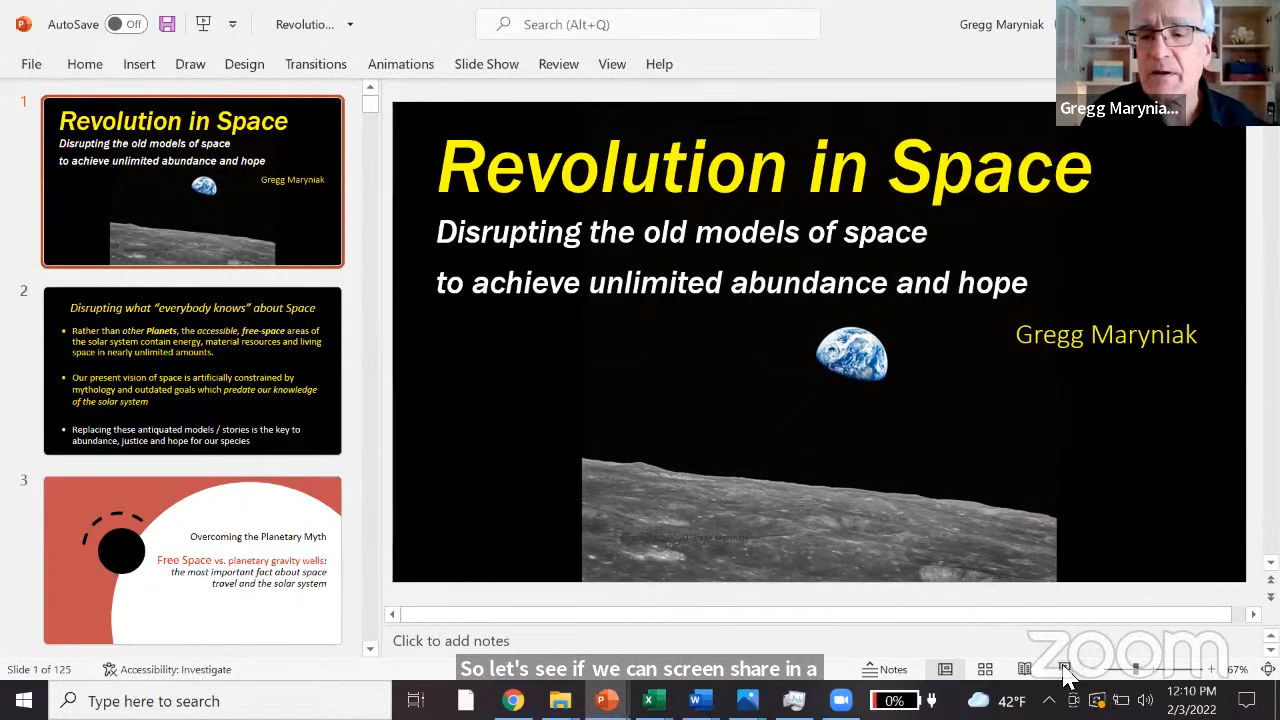 AutoSave Off
Revolutio...
Search (Alt+Q)
Gregg Maryniak
File Home Insert Draw Design Transitions Animations Slide Show Review View Help
Gregg Marynia...
1
Revolution in Space
Disrupting the old models of space
to achieve unlimited abundance and hope
Gregg Maryniak
2
Disrupting what “everybody knows” about Space
• Rather than other Planets, the accessible, free-space areas of
the solar system contain energy, material resources and living
space in nearly unlimited amounts.
• Our present vision of space is artificially constrained by
mythology and outdated goals which predate our knowledge
of the solar system
• Replacing these antiquated models / stories is the key to
abundance, justice and hope for our species
3
Overcoming the Planetary Myth
Free Space vs. planetary gravity wells:
the most important fact about space
travel and the solar system
Revolution in Space
Disrupting the old models of space
to achieve unlimited abundance and hope
Gregg Maryniak
Click to add notes
zoom
Slide 1 of 125
Accessibility: Investigate
So let's see if we can screen share in a
Notes
67%
Type here to search
0%
42°F
12:10 PM
2/3/2022